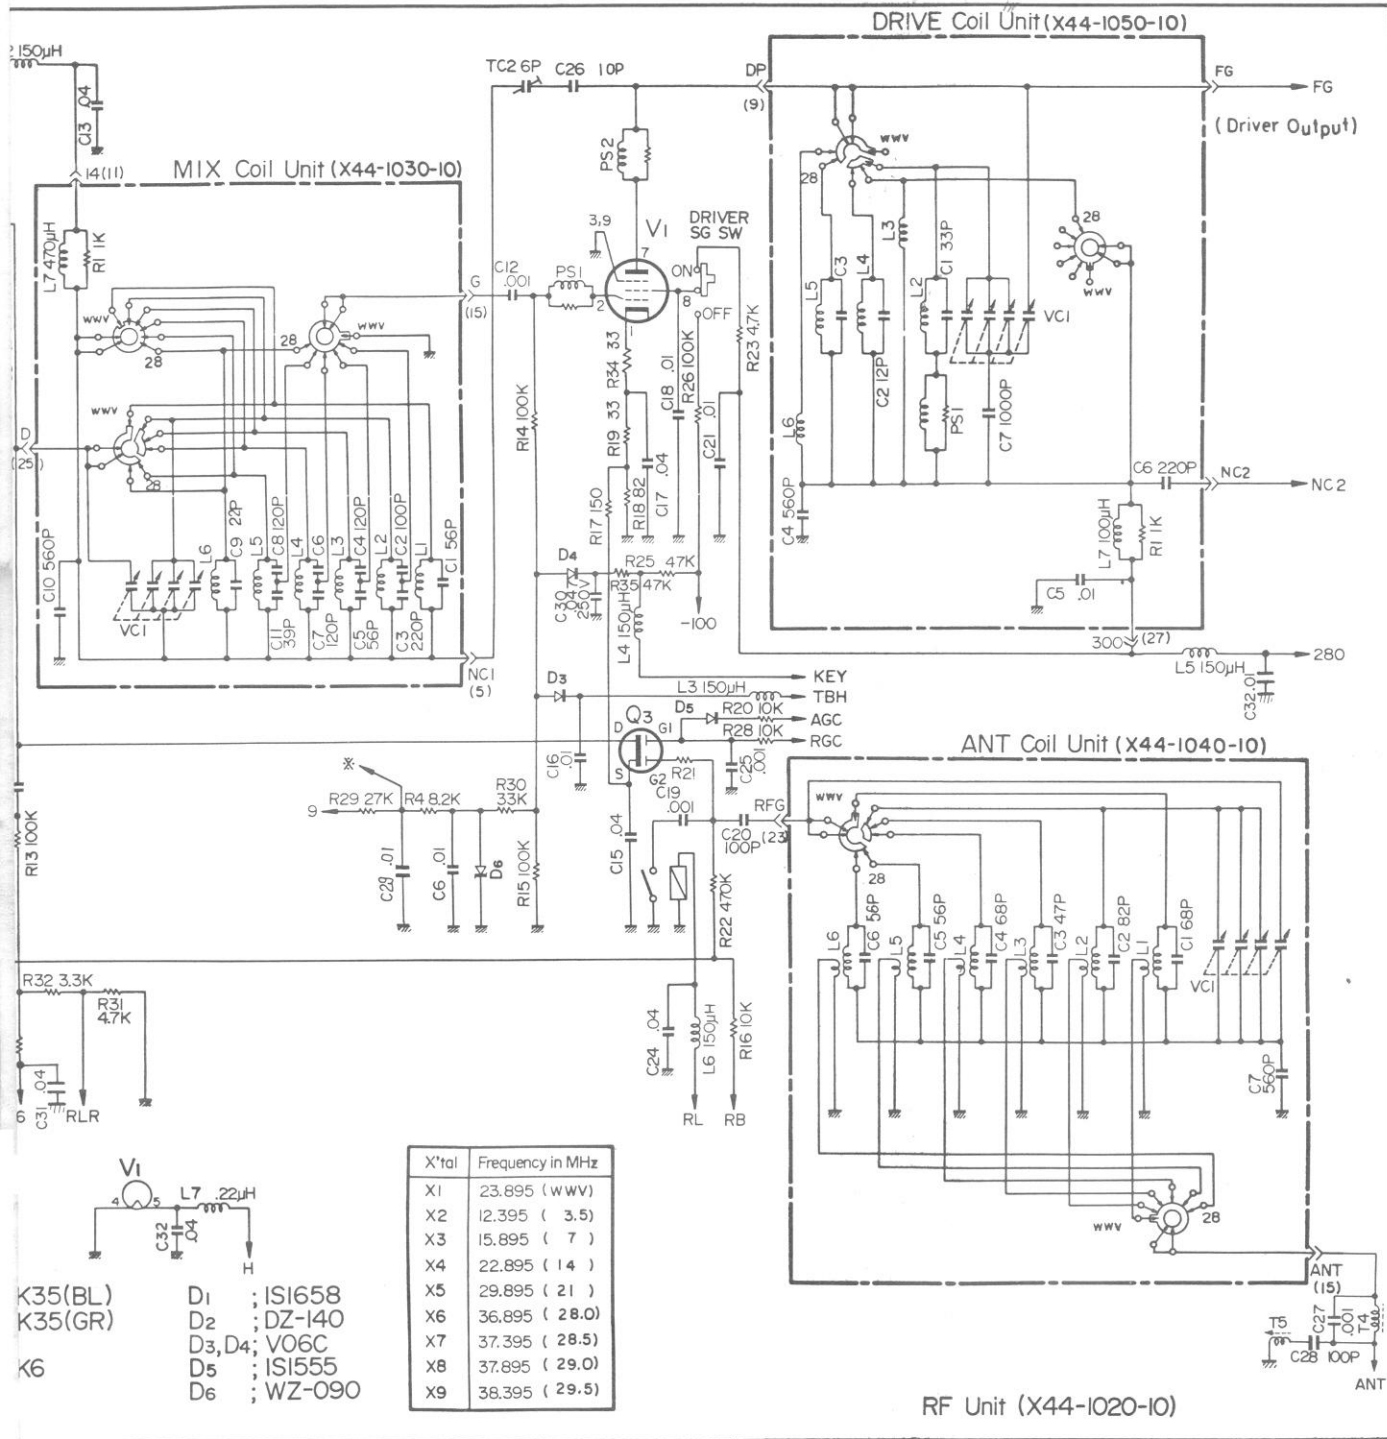 DRIVE Coil Unit (X44-1050-10)
150μH
C13 .04
14(11)
MIX Coil Unit (X44-1030-10)
TC2 6P
C26 10P
DP
(9)
FG
FG
(Driver Output)
PS2
3,9
V1
7
2
8
1
DRIVER
SG SW
ON
OFF
L7 470μH
R1 1K
G
(15)
C12
.001
PS1
WWV
28
WWV
28
WWV
28
D
(25)
R14 100K
R34 33
R19 33
R17 150
R18 82
C17 .04
C18 .01
R26 100K
C21 .01
R23 4.7K
WWV
28
28
WWV
L3
C1 33P
C3
L4
L5
L2
C2 12P
PS1
C7 1000P
VC1
L6
C4 560P
C6 220P
NC2
NC2
L7 100μH
R1 1K
C5 .01
300
(27)
L5 150μH
280
C32 .01
C10 560P
VC1
L6
C9 22P
L5
C8 120P
L4
C6
L3
C4 120P
L2
C2 100P
L1
C1 56P
C11
39P
C7
120P
C5
56P
C3
220P
NC1
(5)
D4
C30
.047
250V
R25 47K
R35 47K
L4 150μH
-100
KEY
D3
L3 150μH
TBH
D5
R20 10K
AGC
R28 10K
RGC
Q3
D
G1
S
G2
R21
C16
.01
C25
.001
C19
.001
RFG
(23)
C20
100P
ANT Coil Unit (X44-1040-10)
※
9
R29 27K
R4 8.2K
R30
33K
C29 .01
C6 .01
D6
R15 100K
C15 .04
R22 470K
R13 100K
WWV
28
L6
C6 56P
L5
C5 56P
L4
C4 68P
L3
C3 47P
L2
C2 82P
L1
C1 68P
VC1
C7
560P
R32 3.3K
R31
4.7K
C31 .04
6
RLR
C24 .04
L6 150μH
R16 10K
RL
RB
WWV
28
ANT
(15)
V1
4
5
L7 .22μH
C32
.04
H
X'tal Frequency in MHz
X1 23.895 (WWV)
X2 12.395 ( 3.5)
X3 15.895 ( 7 )
X4 22.895 ( 14 )
X5 29.895 ( 21 )
X6 36.895 ( 28.0)
X7 37.395 ( 28.5)
X8 37.895 ( 29.0)
X9 38.395 ( 29.5)
K35(BL)
K35(GR)
K6
D1 ; 1S1658
D2 ; DZ-140
D3,D4; V06C
D5 ; 1S1555
D6 ; WZ-090
T5
C28 100P
C27
.001
T4
ANT
RF Unit (X44-1020-10)